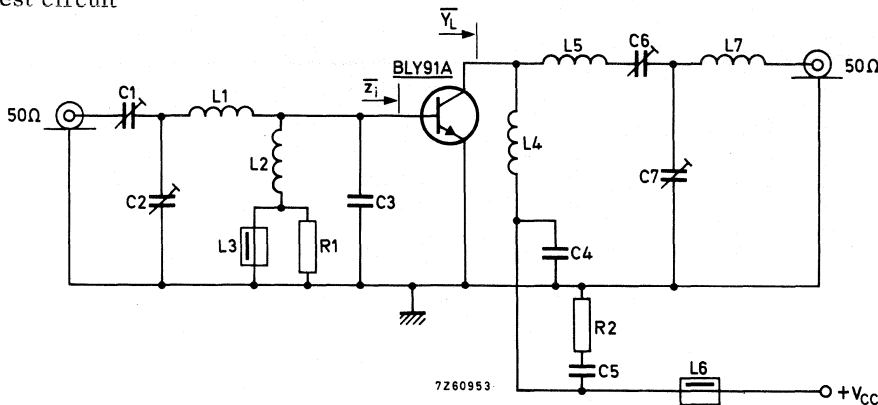 est circuit
Y̅L̅
C6
L5
L7
BLY91A
50Ω
C1
z̅i̅
L1
50Ω
L2
L4
C2
C3
C7
L3
R1
C4
R2
C5
L6
7Z60953
+VCC